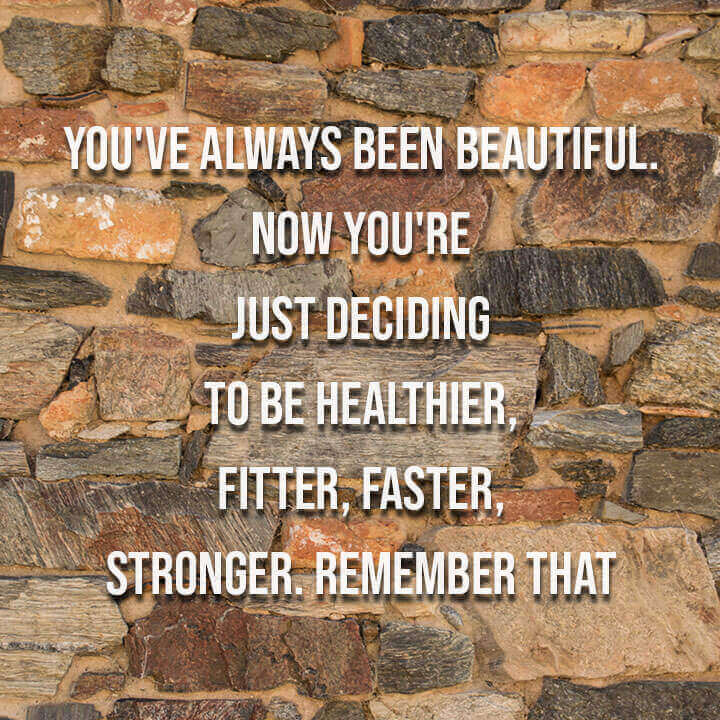 YOU'VE ALWAYS BEEN BEAUTIFUL.
NOW YOU'RE
JUST DECIDING
TO BE HEALTHIER,
FITTER, FASTER,
STRONGER. REMEMBER THAT